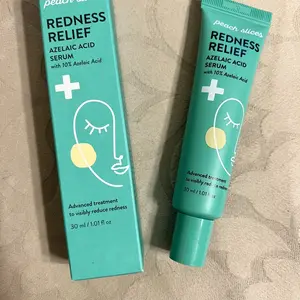 peach slices
REDNESS
RELIEF
AZELAIC ACID
SERUM
with 10% Azelaic Acid
Advanced treatment
to visibly reduce redness
30 ml / 1.01 fl oz
peach slices
REDNESS
RELIEF
AZELAIC ACID
SERUM
with 10% Azelaic Acid
Advanced treatment
to visibly reduce redness
30 ml / 1.01 fl oz